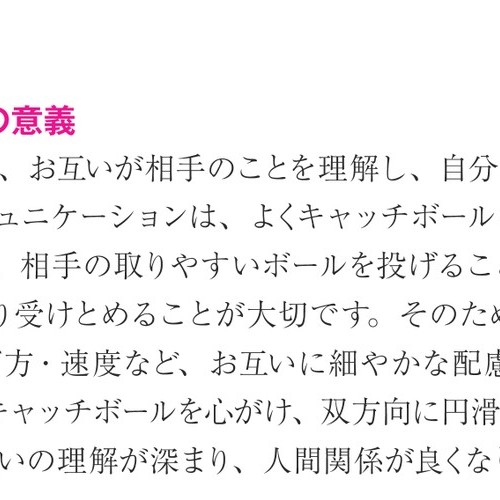 の意義
、お互いが相手のことを理解し、自分
ュニケーションは、よくキャッチボール
、相手の取りやすいボールを投げるこ
り受けとめることが大切です。そのため
方・速度など、お互いに細やかな配慮
キャッチボールを心がけ、双方向に円滑
いの理解が深まり、人間関係が良くな